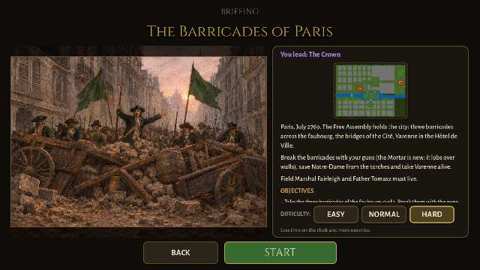 BRIEFING
THE BARRICADES OF PARIS
You lead: The Crown
Paris, July 2769. The Free Assembly holds the city: three barricades
across the faubourg, the bridges of the Cité, Varenne in the Hôtel de
Ville.
Break the barricades with your guns (the Mortar is new: it lobs over
walls), save Notre-Dame from the torches and take Varenne alive.
Field Marshal Fairleigh and Father Tomasz must live.
OBJECTIVES
DIFFICULTY:
EASY
NORMAL
HARD
BACK
START